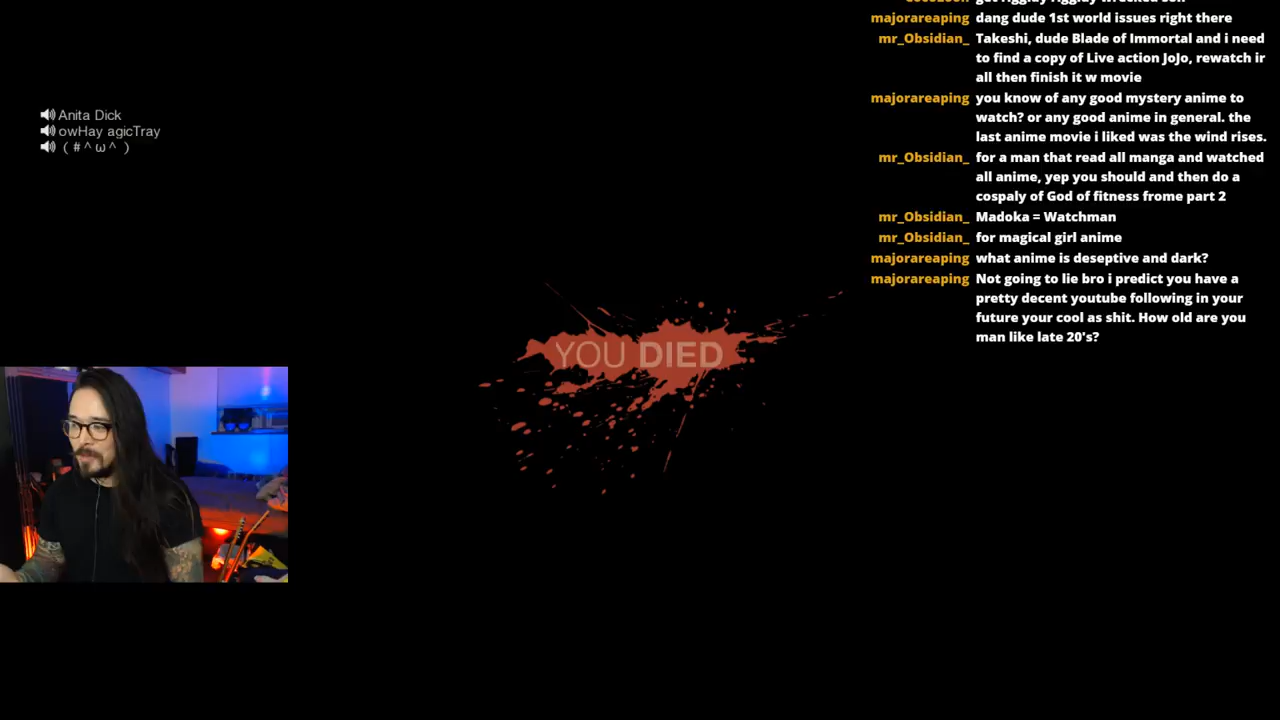 majorareaping dang dude 1st world issues right there
mr_Obsidian_ Takeshi, dude Blade of Immortal and i need
to find a copy of Live action JoJo, rewatch ir
all then finish it w movie
majorareaping you know of any good mystery anime to
watch? or any good anime in general. the
last anime movie i liked was the wind rises.
mr_Obsidian_ for a man that read all manga and watched
all anime, yep you should and then do a
cospaly of God of fitness frome part 2
mr_Obsidian_ Madoka = Watchman
mr_Obsidian_ for magical girl anime
majorareaping what anime is deseptive and dark?
majorareaping Not going to lie bro i predict you have a
pretty decent youtube following in your
future your cool as shit. How old are you
man like late 20's?
Anita Dick
owHay agicTray
( # ^ ω ^ )
YOU DIED